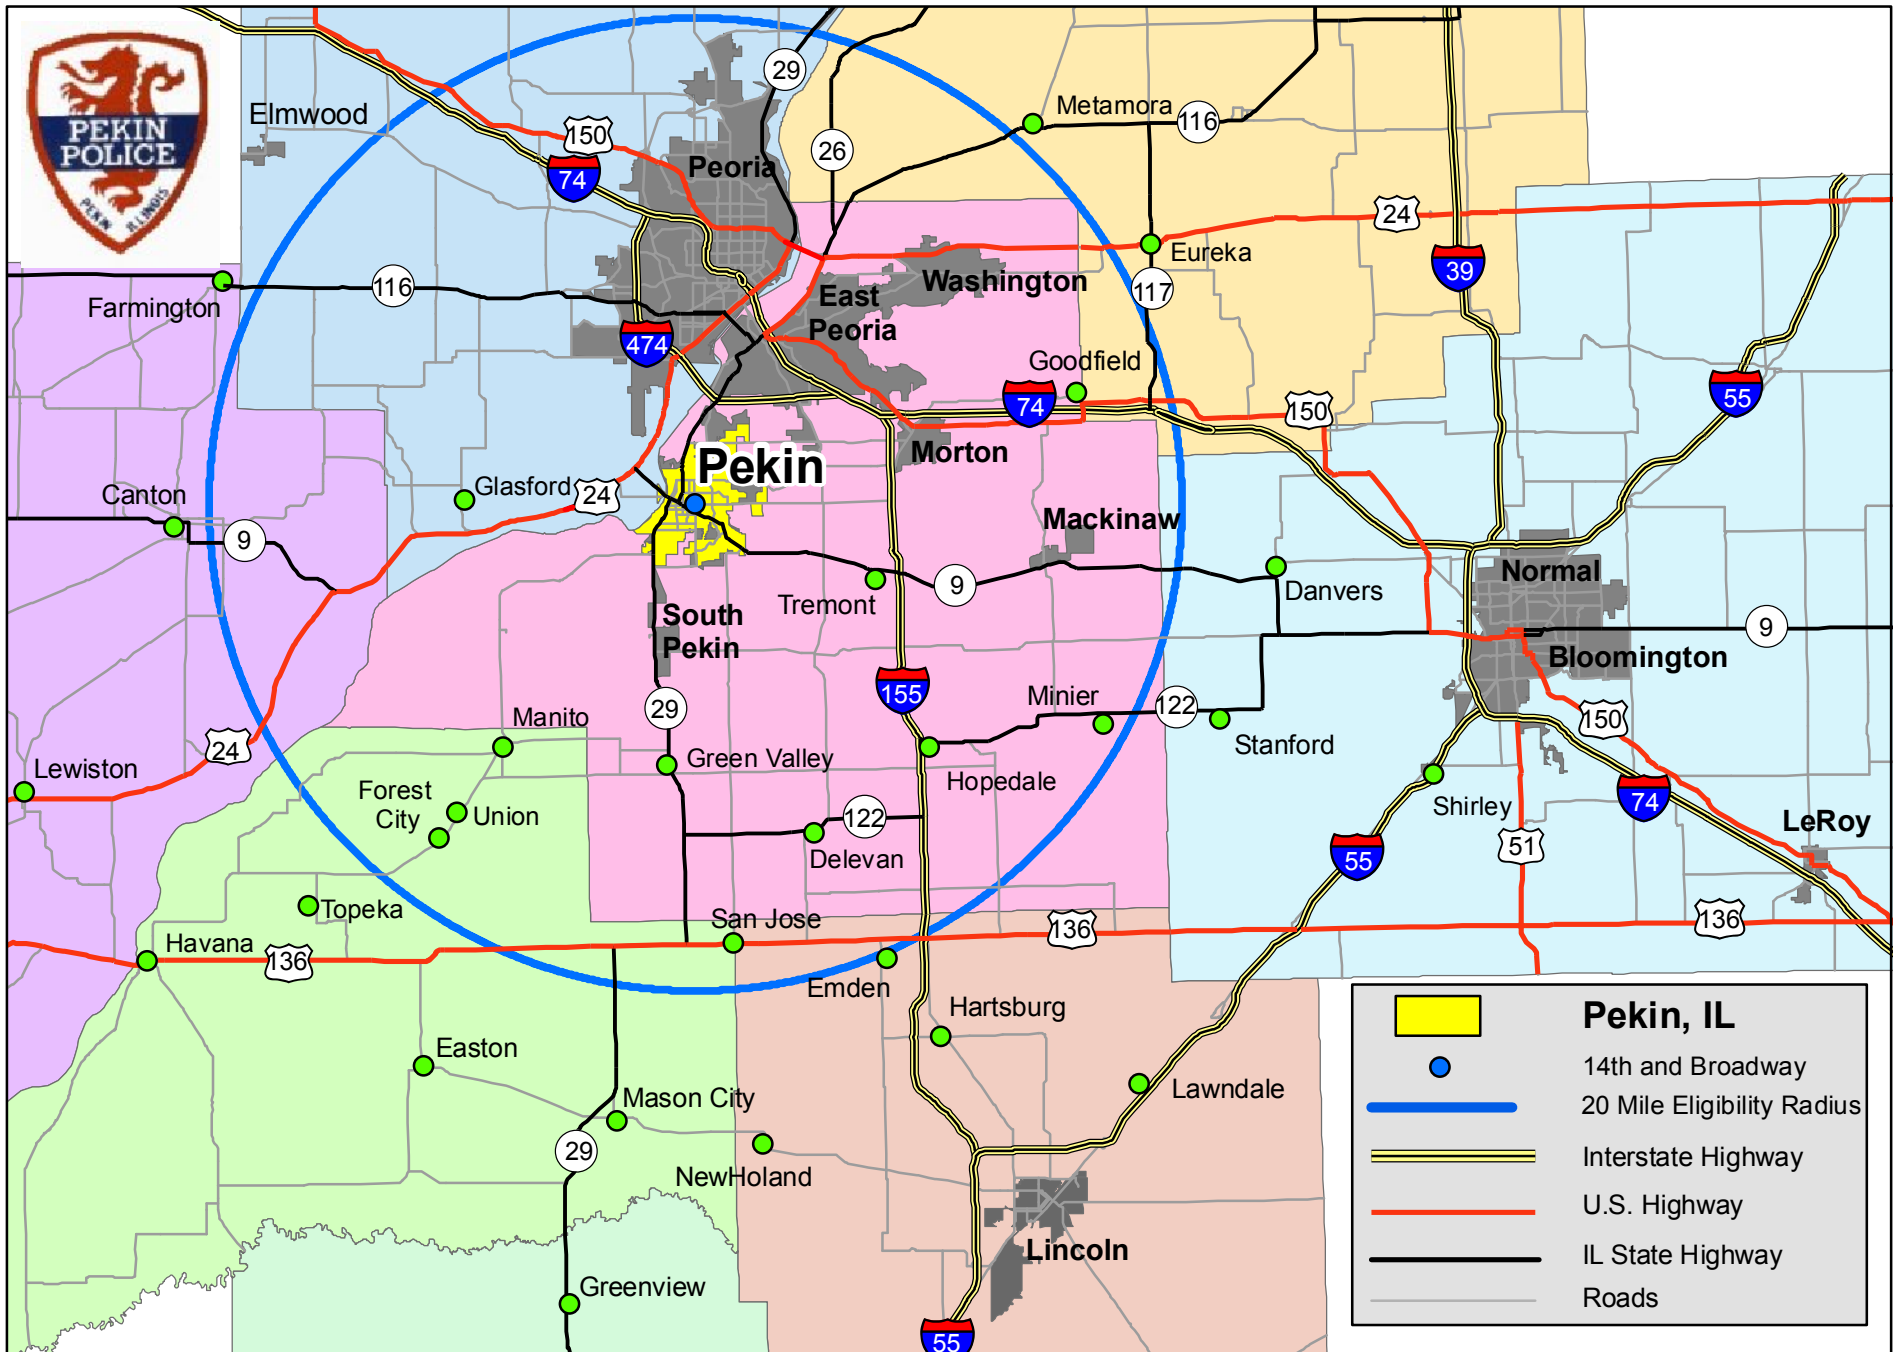 PEKIN
POLICE
PEKIN ILLINOIS
Elmwood
150
74
Peoria
29
26
Metamora
116
24
Eureka
39
Farmington
116
Washington
117
East
Peoria
474
Goodfield
74
150
55
Morton
Pekin
Canton
Glasford
24
9
Mackinaw
Normal
Danvers
Tremont
9
South
Pekin
9
Bloomington
155
Minier
122
29
Manito
Stanford
150
24
Lewiston
Green Valley
Hopedale
Forest
City
Union
Shirley
74
122
Delevan
LeRoy
51
55
Topeka
San Jose
136
136
Havana
136
Emden
Hartsburg
Easton
Mason City
Lawndale
29
NewHoland
Lincoln
Greenview
55
Pekin, IL
14th and Broadway
20 Mile Eligibility Radius
Interstate Highway
U.S. Highway
IL State Highway
Roads